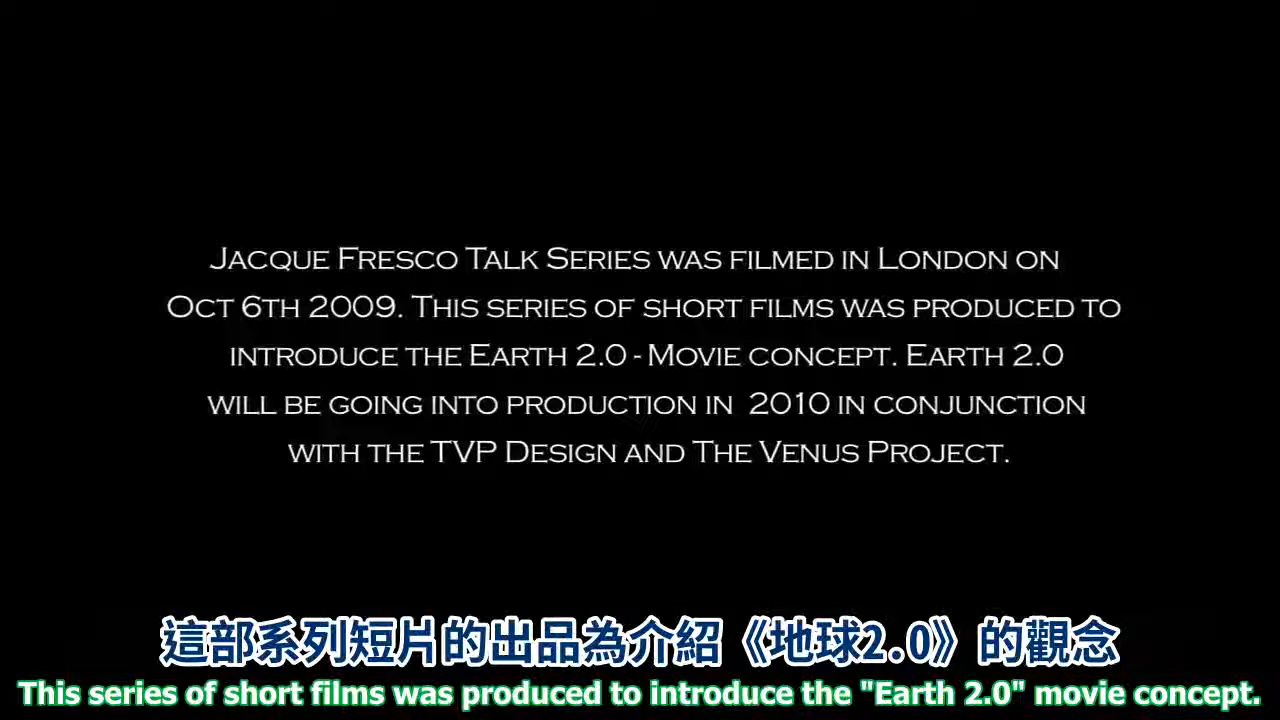 Jacque Fresco Talk Series was filmed in London on
Oct 6th 2009. This series of short films was produced to
introduce the Earth 2.0 - Movie concept. Earth 2.0
will be going into production in 2010 in conjunction
with the TVP Design and The Venus Project.
這部系列短片的出品為介紹《地球2.0》的觀念
This series of short films was produced to introduce the "Earth 2.0" movie concept.